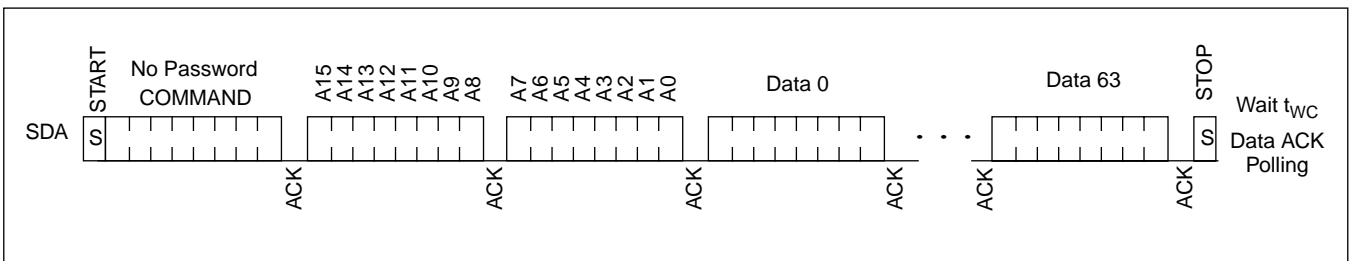 START
No Password
COMMAND
A15
A14
A13
A12
A11
A10
A9
A8
A7
A6
A5
A4
A3
A2
A1
A0
Data 0
Data 63
STOP
Wait tWC
SDA
S
. . .
S
Data ACK
Polling
ACK
ACK
ACK
ACK
ACK
ACK